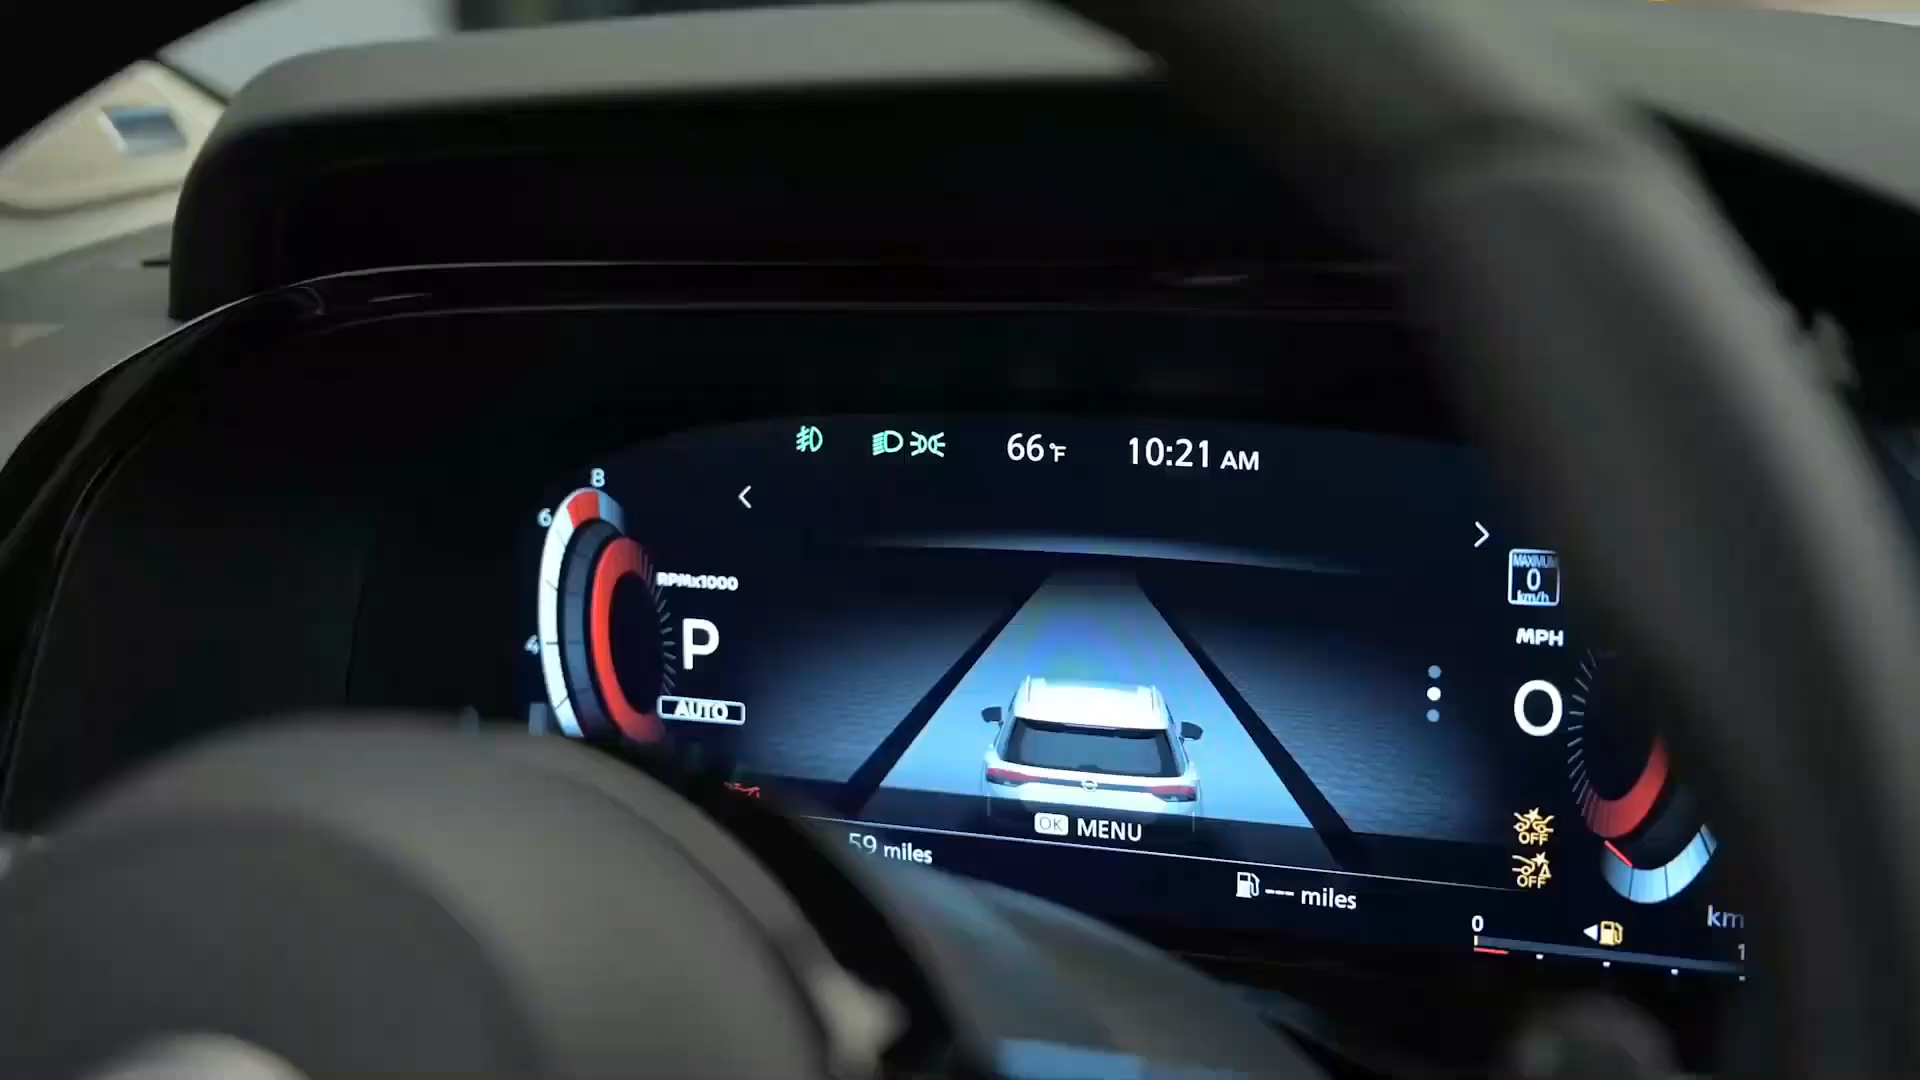 66°F 10:21 AM
8
6
RPMx1000
4
P
AUTO
MAXIMUM
0
km/h
MPH
0
OK MENU
59 miles
--- miles
OFF
OFF
km
0
1